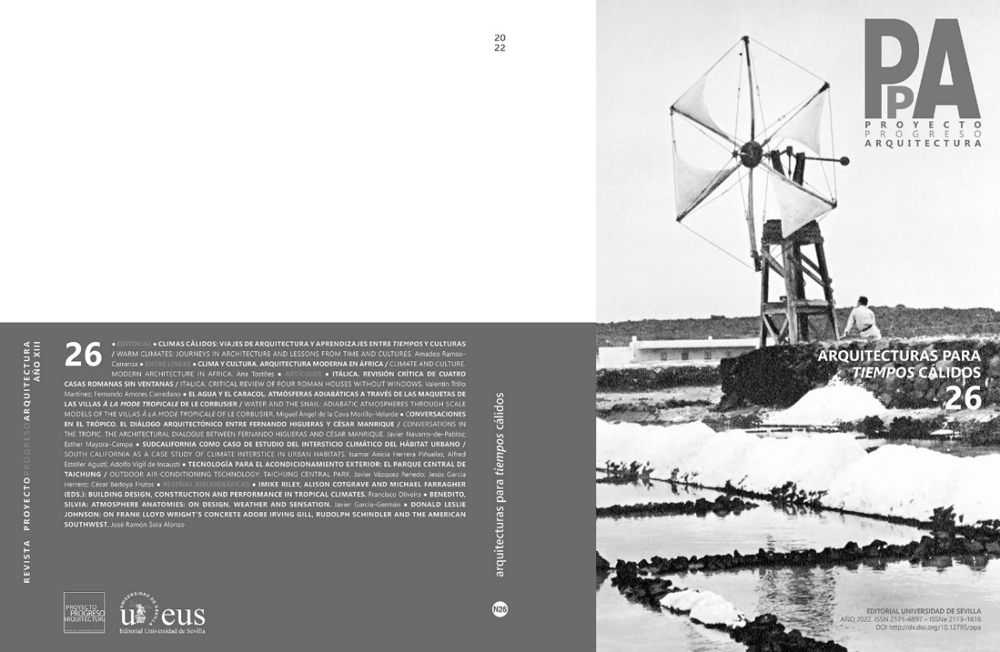 20
22
REVISTA PROYECTO PROGRESO ARQUITECTURA
AÑO XII
26
• EDITORIAL • CLIMAS CÁLIDOS: VIAJES DE ARQUITECTURA Y APRENDIZAJES ENTRE TIEMPOS Y CULTURAS
/ WARM CLIMATES: JOURNEYS IN ARCHITECTURE AND LESSONS FROM TIME AND CULTURES. Amadeo Ramos–
Carranza • ENTRE LÍNEAS • CLIMA Y CULTURA. ARQUITECTURA MODERNA EN ÁFRICA / CLIMATE AND CULTURE.
MODERN ARCHITECTURE IN AFRICA. Ana Tostões • ARTÍCULOS • ITÁLICA. REVISIÓN CRÍTICA DE CUATRO
CASAS ROMANAS SIN VENTANAS / ITALICA. CRITICAL REVIEW OF FOUR ROMAN HOUSES WITHOUT WINDOWS. Valentín Trillo
Martínez; Fernando Amores Carredano • EL AGUA Y EL CARACOL. ATMÓSFERAS ADIABÁTICAS A TRAVÉS DE LAS MAQUETAS DE
LAS VILLAS À LA MODE TROPICALE DE LE CORBUSIER / WATER AND THE SNAIL: ADIABATIC ATMOSPHERES THROUGH SCALE
MODELS OF THE VILLAS À LA MODE TROPICALE OF LE CORBUSIER. Miguel Ángel de la Cova Morillo–Velarde • CONVERSACIONES
EN EL TRÓPICO. EL DIÁLOGO ARQUITECTÓNICO ENTRE FERNANDO HIGUERAS Y CÉSAR MANRIQUE / CONVERSATIONS IN
THE TROPIC. THE ARCHITECTURAL DIALOGUE BETWEEN FERNANDO HIGUERAS AND CÉSAR MANRIQUE. Javier Navarro–de–Pablos;
Esther Mayora–Campa • SUDCALIFORNIA COMO CASO DE ESTUDIO DEL INTERSTICIO CLIMÁTICO DEL HÁBITAT URBANO /
SOUTH CALIFORNIA AS A CASE STUDY OF CLIMATE INTERSTICE IN URBAN HABITATS. Isamar Anicia Herrera Piñuelas; Alfred
Esteller Agustí; Adolfo Vigil de Insausti • TECNOLOGÍA PARA EL ACONDICIONAMIENTO EXTERIOR: EL PARQUE CENTRAL DE
TAICHUNG / OUTDOOR AIR-CONDITIONING TECHNOLOGY: TAICHUNG CENTRAL PARK. Javier Vázquez Renedo; Jesús García
Herrero; César Bedoya Frutos • RESEÑAS BIBLIOGRÁFICAS • IMIKE RILEY, ALISON COTGRAVE AND MICHAEL FARRAGHER
(EDS.): BUILDING DESIGN, CONSTRUCTION AND PERFORMANCE IN TROPICAL CLIMATES. Francisco Oliveira • BENEDITO,
SILVIA: ATMOSPHERE ANATOMIES: ON DESIGN, WEATHER AND SENSATION. Javier García–Germán • DONALD LESLIE
JOHNSON: ON FRANK LLOYD WRIGHT'S CONCRETE ADOBE IRVING GILL, RUDOLPH SCHINDLER AND THE AMERICAN
SOUTHWEST. José Ramón Sola Alonso
PROYECTO
PROGRESO
ARQUITECTURA
UNIVERSIDAD DE SEVILLA
eus
Editorial Universidad de Sevilla
arquitecturas para tiempos cálidos
N26
PPA
PROYECTO
PROGRESO
ARQUITECTURA
ARQUITECTURAS PARA
TIEMPOS CÁLIDOS
26
EDITORIAL UNIVERSIDAD DE SEVILLA
AÑO 2022. ISSN 2171–6897 – ISSNe 2173–1616
DOI http://dx.doi.org/10.12795/ppa